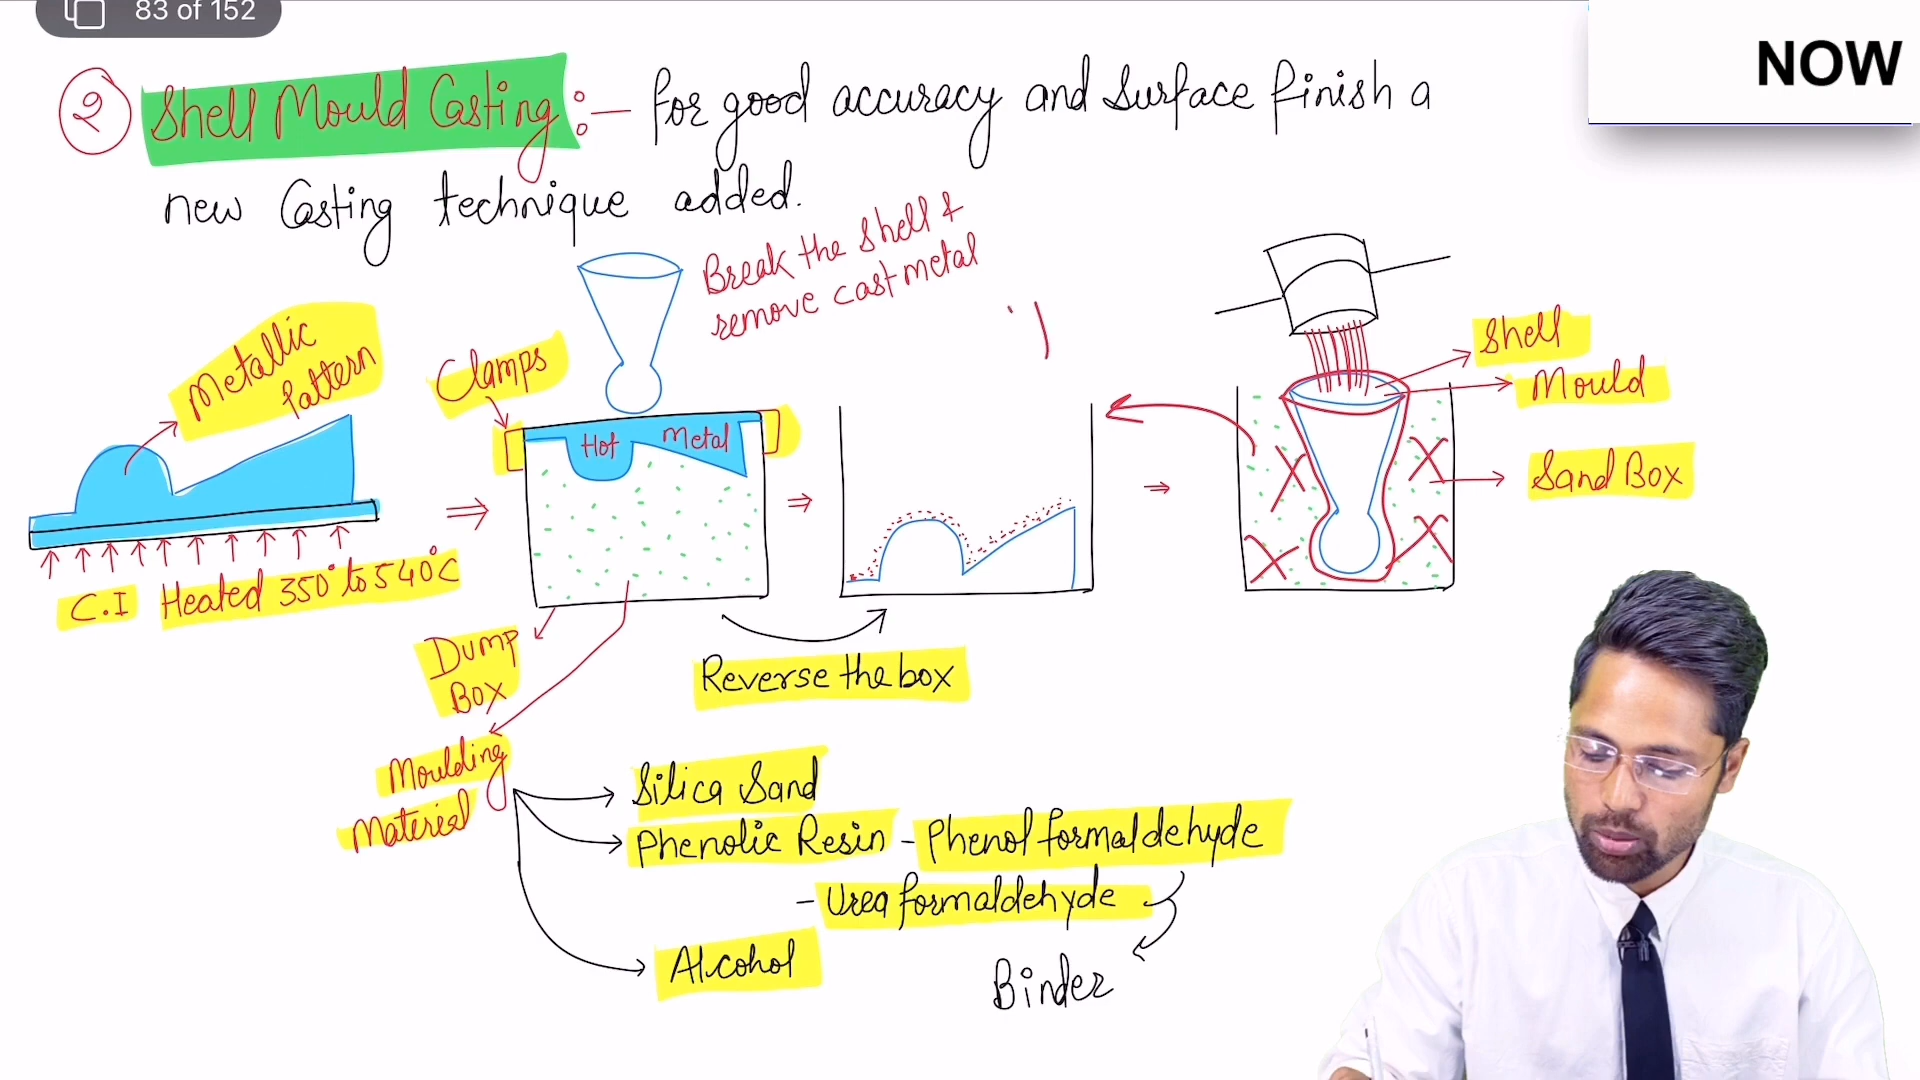 83 of 152
NOW
2 Shell Mould Casting :- for good accuracy and surface finish a
new Casting technique added.
Break the shell &
remove cast metal
Metallic
Pattern
Clamps
Hot Metal
Shell
Mould
Sand Box
C.I Heated 350° to 540°C
Dump
Box
Reverse the box
Moulding
Material
Silica Sand
Phenolic Resin - Phenol formaldehyde
- Urea formaldehyde
Alcohol
Binder